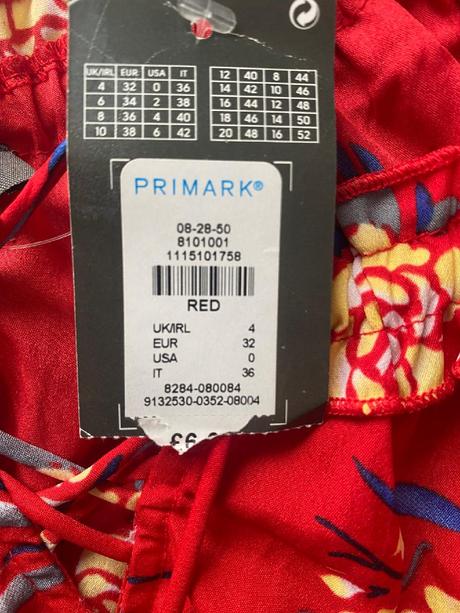 UK/IRL EUR USA IT
4 32 0 36
6 34 2 38
8 36 4 40
10 38 6 42
12 40 8 44
14 42 10 46
16 44 12 48
18 46 14 50
20 48 16 52
PRIMARK®
08-28-50
8101001
1115101758
RED
UK/IRL 4
EUR 32
USA 0
IT 36
8284-080084
9132530-0352-08004